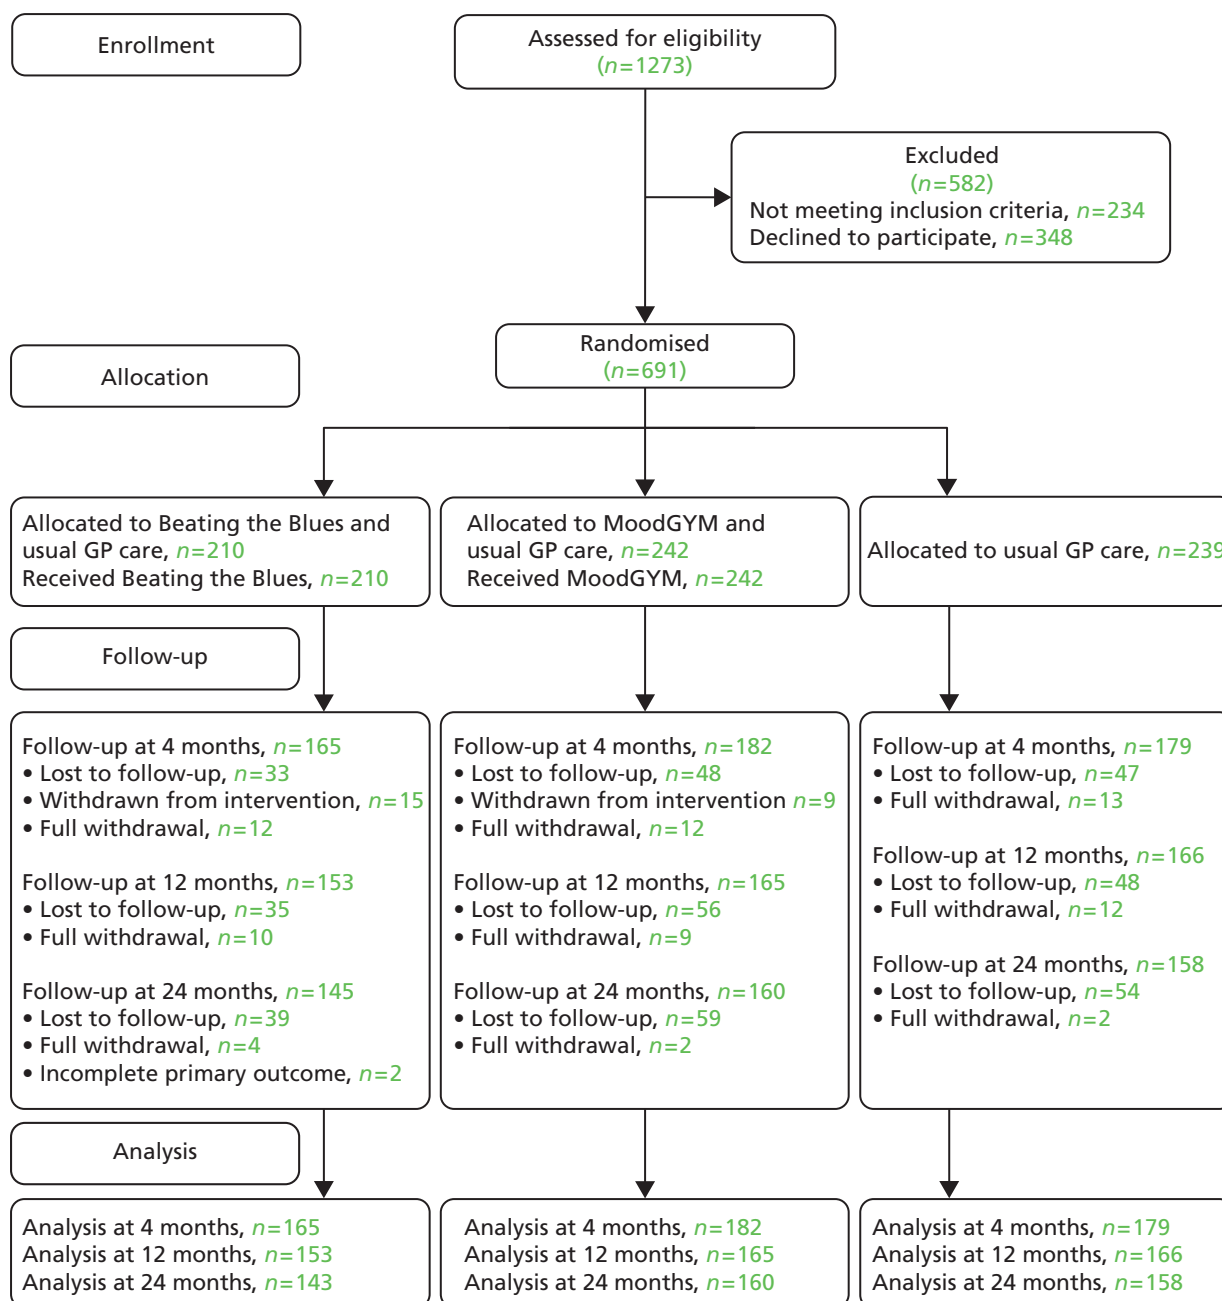 Enrollment
Assessed for eligibility
(n=1273)
Excluded
(n=582)
Not meeting inclusion criteria, n=234
Declined to participate, n=348
Randomised
(n=691)
Allocation
Allocated to Beating the Blues and
usual GP care, n=210
Received Beating the Blues, n=210
Allocated to MoodGYM and
usual GP care, n=242
Received MoodGYM, n=242
Allocated to usual GP care, n=239
Follow-up
Follow-up at 4 months, n=165
• Lost to follow-up, n=33
• Withdrawn from intervention, n=15
• Full withdrawal, n=12
Follow-up at 12 months, n=153
• Lost to follow-up, n=35
• Full withdrawal, n=10
Follow-up at 24 months, n=145
• Lost to follow-up, n=39
• Full withdrawal, n=4
• Incomplete primary outcome, n=2
Follow-up at 4 months, n=182
• Lost to follow-up, n=48
• Withdrawn from intervention n=9
• Full withdrawal, n=12
Follow-up at 12 months, n=165
• Lost to follow-up, n=56
• Full withdrawal, n=9
Follow-up at 24 months, n=160
• Lost to follow-up, n=59
• Full withdrawal, n=2
Follow-up at 4 months, n=179
• Lost to follow-up, n=47
• Full withdrawal, n=13
Follow-up at 12 months, n=166
• Lost to follow-up, n=48
• Full withdrawal, n=12
Follow-up at 24 months, n=158
• Lost to follow-up, n=54
• Full withdrawal, n=2
Analysis
Analysis at 4 months, n=165
Analysis at 12 months, n=153
Analysis at 24 months, n=143
Analysis at 4 months, n=182
Analysis at 12 months, n=165
Analysis at 24 months, n=160
Analysis at 4 months, n=179
Analysis at 12 months, n=166
Analysis at 24 months, n=158